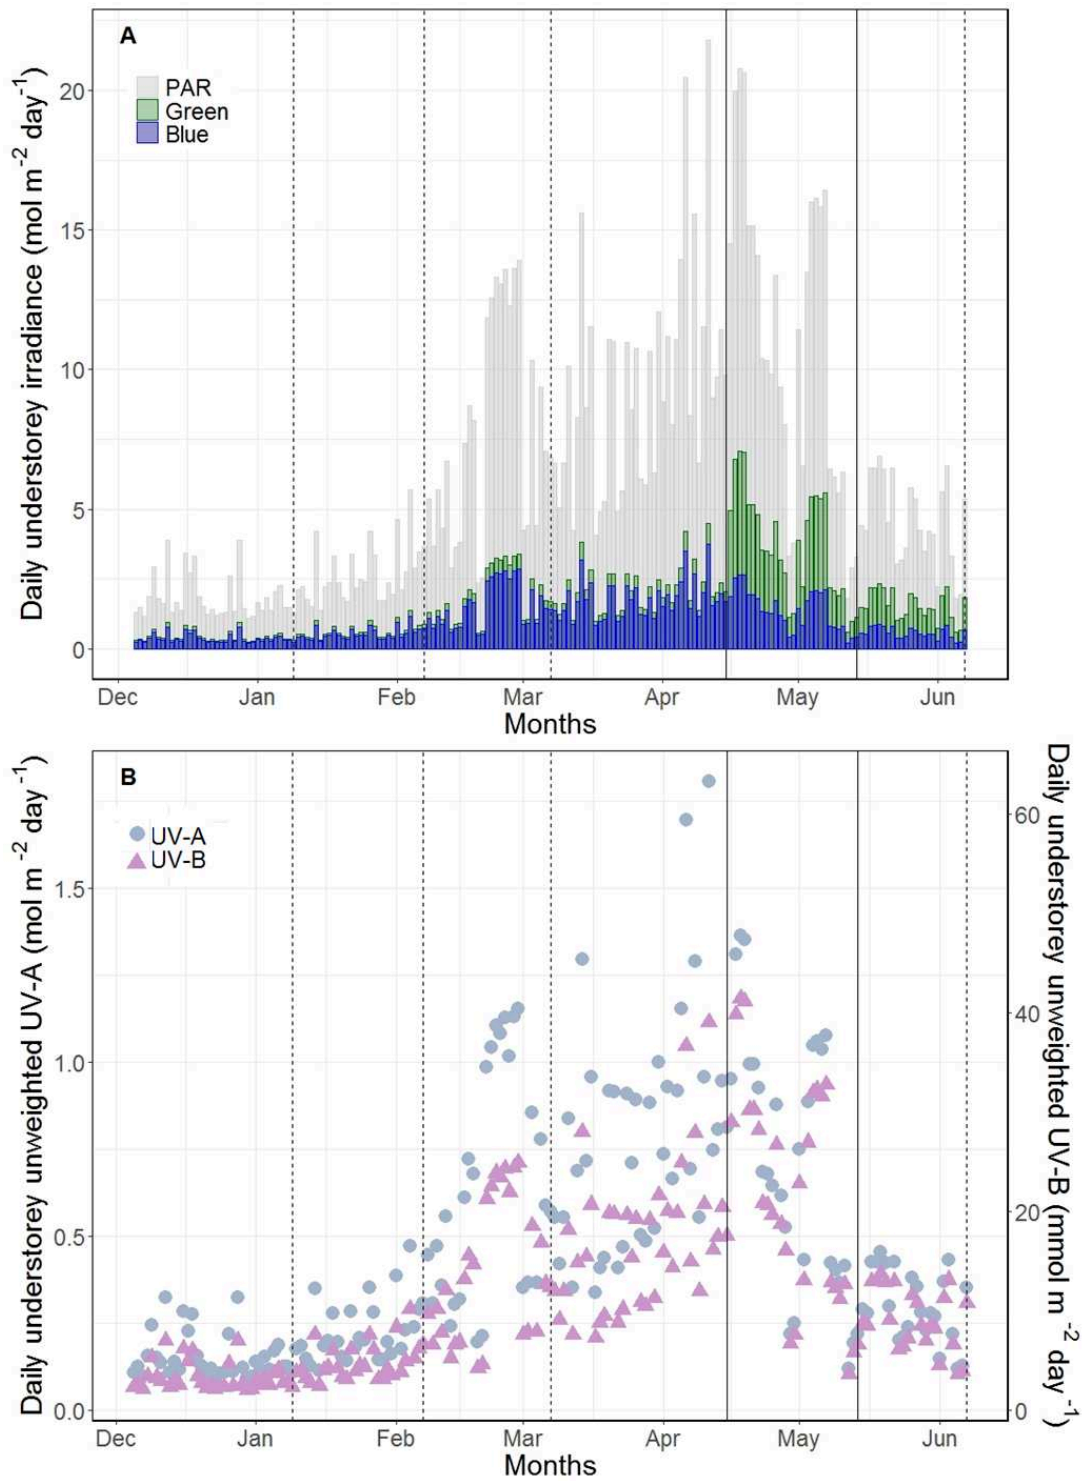 A
PAR
Green
Blue
20
15
10
5
0
Daily understorey irradiance (mol m⁻² day⁻¹)
Dec Jan Feb Mar Apr May Jun
Months
B
UV-A
UV-B
1.5
1.0
0.5
0.0
Daily understorey unweighted UV-A (mol m⁻² day⁻¹)
60
40
20
0
Daily understorey unweighted UV-B (mmol m⁻² day⁻¹)
Dec Jan Feb Mar Apr May Jun
Months